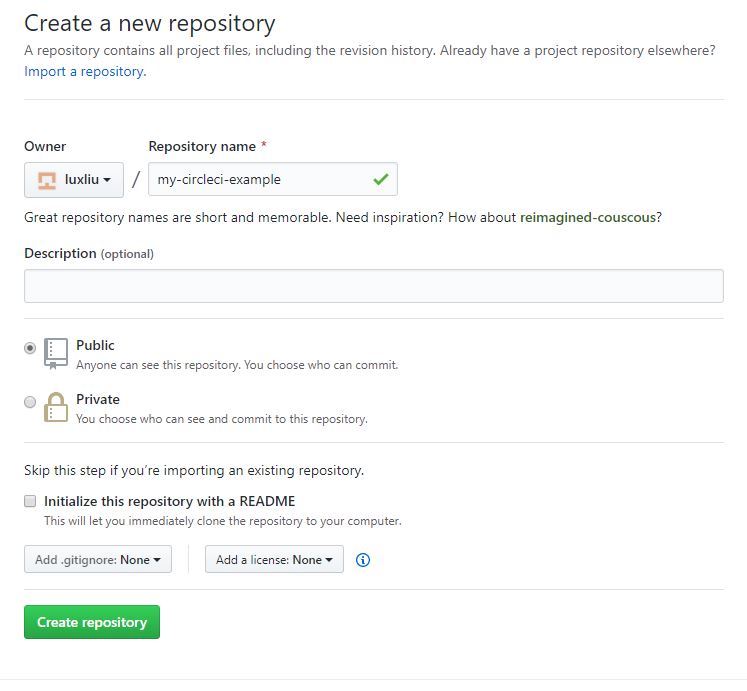 Create a new repository
A repository contains all project files, including the revision history. Already have a project repository elsewhere?
Import a repository.
Owner
Repository name *
luxliu
/
my-circleci-example
Great repository names are short and memorable. Need inspiration? How about reimagined-couscous?
Description (optional)
Public
Anyone can see this repository. You choose who can commit.
Private
You choose who can see and commit to this repository.
Skip this step if you’re importing an existing repository.
Initialize this repository with a README
This will let you immediately clone the repository to your computer.
Add .gitignore: None
Add a license: None
Create repository